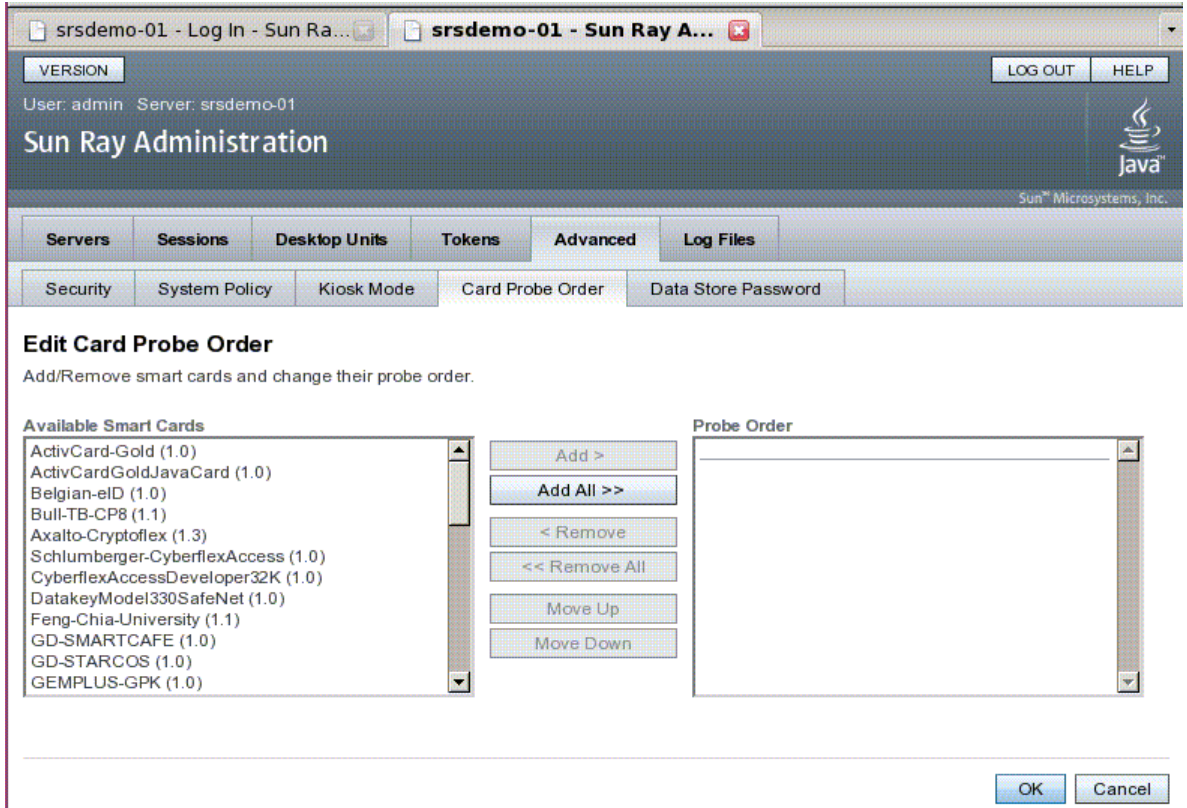 srsdemo-01 - Log In - Sun Ra... srsdemo-01 - Sun Ray A...
VERSION LOG OUT HELP
User: admin Server: srsdemo-01
Sun Ray Administration
Java™
Sun™ Microsystems, Inc.
Servers Sessions Desktop Units Tokens Advanced Log Files
Security System Policy Kiosk Mode Card Probe Order Data Store Password
Edit Card Probe Order
Add/Remove smart cards and change their probe order.
Available Smart Cards
ActivCard-Gold (1.0)
ActivCardGoldJavaCard (1.0)
Belgian-eID (1.0)
Bull-TB-CP8 (1.1)
Axalto-Cryptoflex (1.3)
Schlumberger-CyberflexAccess (1.0)
CyberflexAccessDeveloper32K (1.0)
DatakeyModel330SafeNet (1.0)
Feng-Chia-University (1.1)
GD-SMARTCAFE (1.0)
GD-STARCOS (1.0)
GEMPLUS-GPK (1.0)
Add >
Add All >>
< Remove
<< Remove All
Move Up
Move Down
Probe Order
OK Cancel